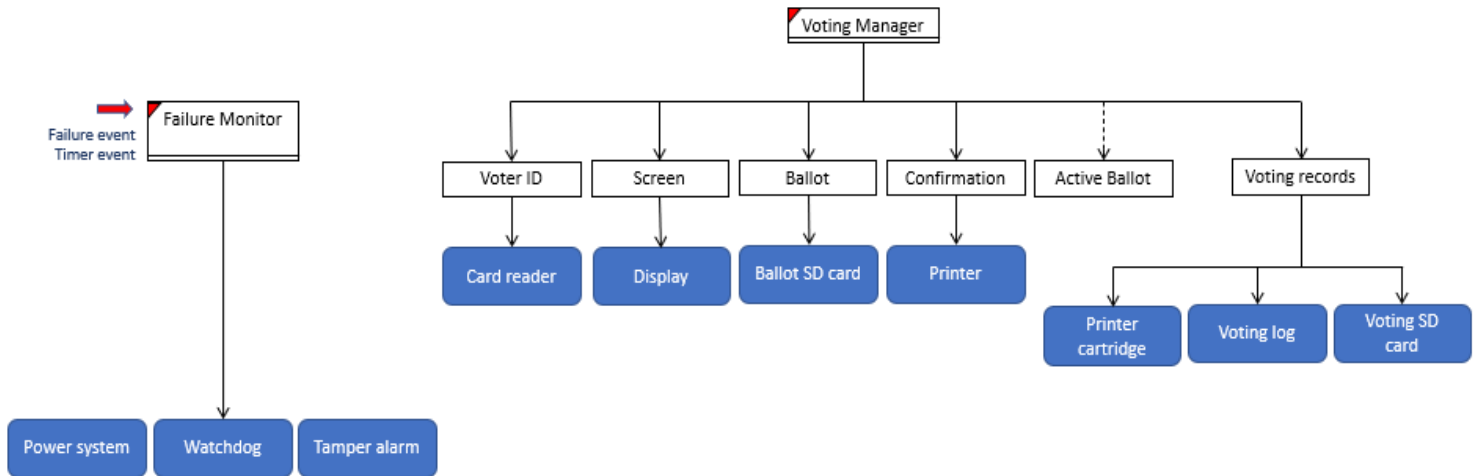 Voting Manager
Failure event
Timer event
Failure Monitor
Voter ID
Screen
Ballot
Confirmation
Active Ballot
Voting records
Card reader
Display
Ballot SD card
Printer
Printer
cartridge
Voting log
Voting SD
card
Power system
Watchdog
Tamper alarm